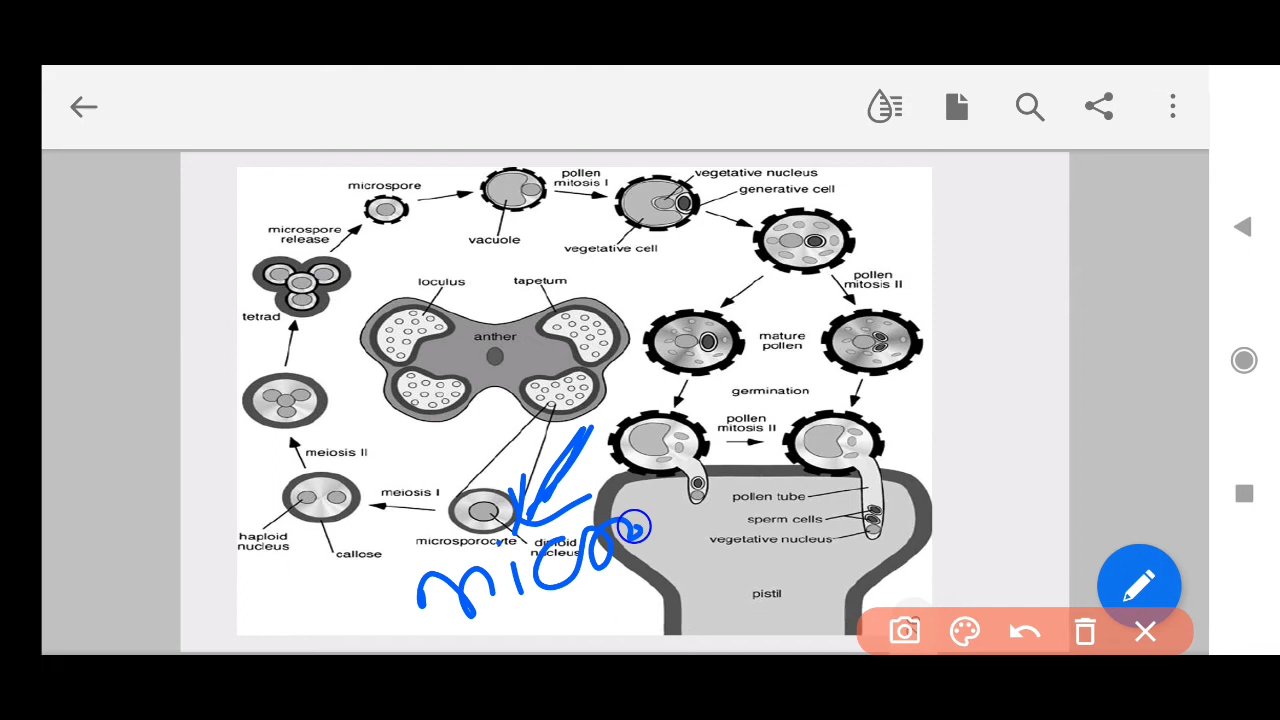 vegetative nucleus
pollen
mitosis I
microspore
generative cell
microspore
release
vacuole
vegetative cell
loculus
tapetum
pollen
mitosis II
tetrad
anther
mature
pollen
germination
pollen
mitosis II
meiosis II
meiosis I
pollen tube
sperm cells
haploid
nucleus
callose
microsporocyte
diploid
nucleus
vegetative nucleus
micro
pistil